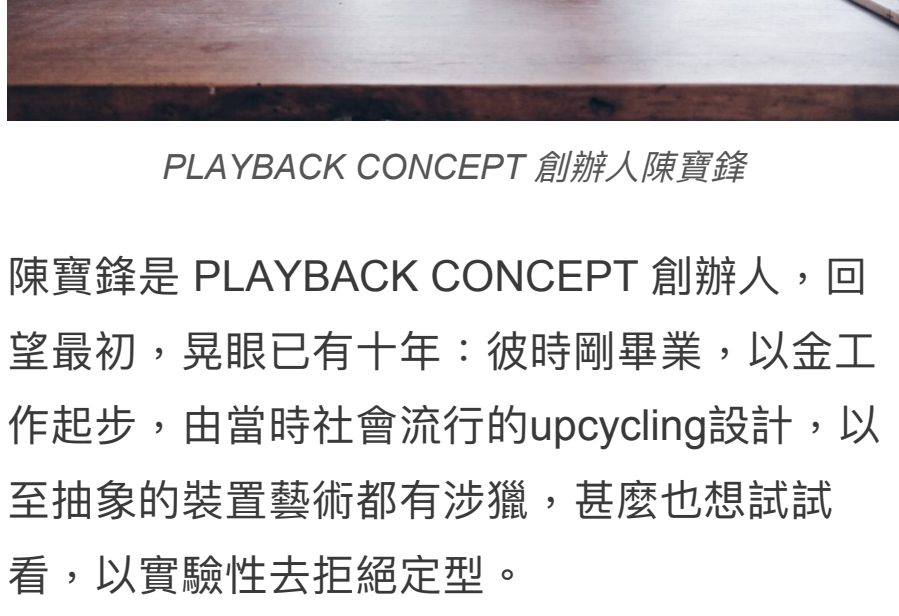 PLAYBACK CONCEPT 創辦人陳寶鋒
陳寶鋒是 PLAYBACK CONCEPT 創辦人，回
望最初，晃眼已有十年：彼時剛畢業，以金工
作起步，由當時社會流行的upcycling設計，以
至抽象的裝置藝術都有涉獵，甚麼也想試試
看，以實驗性去拒絕定型。